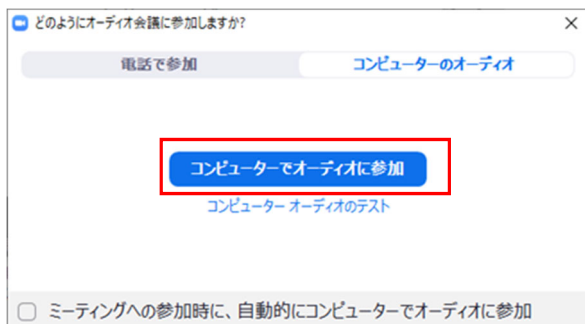 どのようにオーディオ会議に参加しますか?
電話で参加 コンピューターのオーディオ
コンピューターでオーディオに参加
コンピューター オーディオのテスト
ミーティングへの参加時に、自動的にコンピューターでオーディオに参加